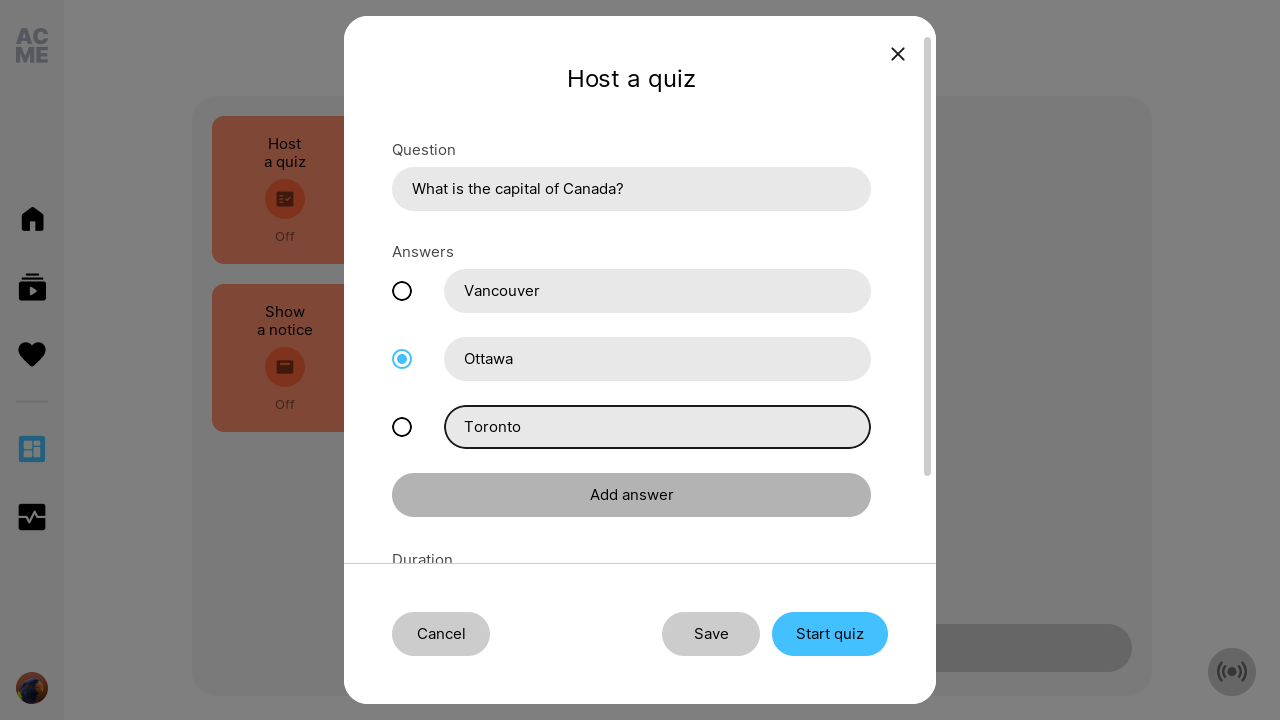 AC
ME
Host
a quiz
Off
Show
a notice
Off
Host a quiz
Question
What is the capital of Canada?
Answers
Vancouver
Ottawa
Toronto
Add answer
Duration
Cancel
Save
Start quiz